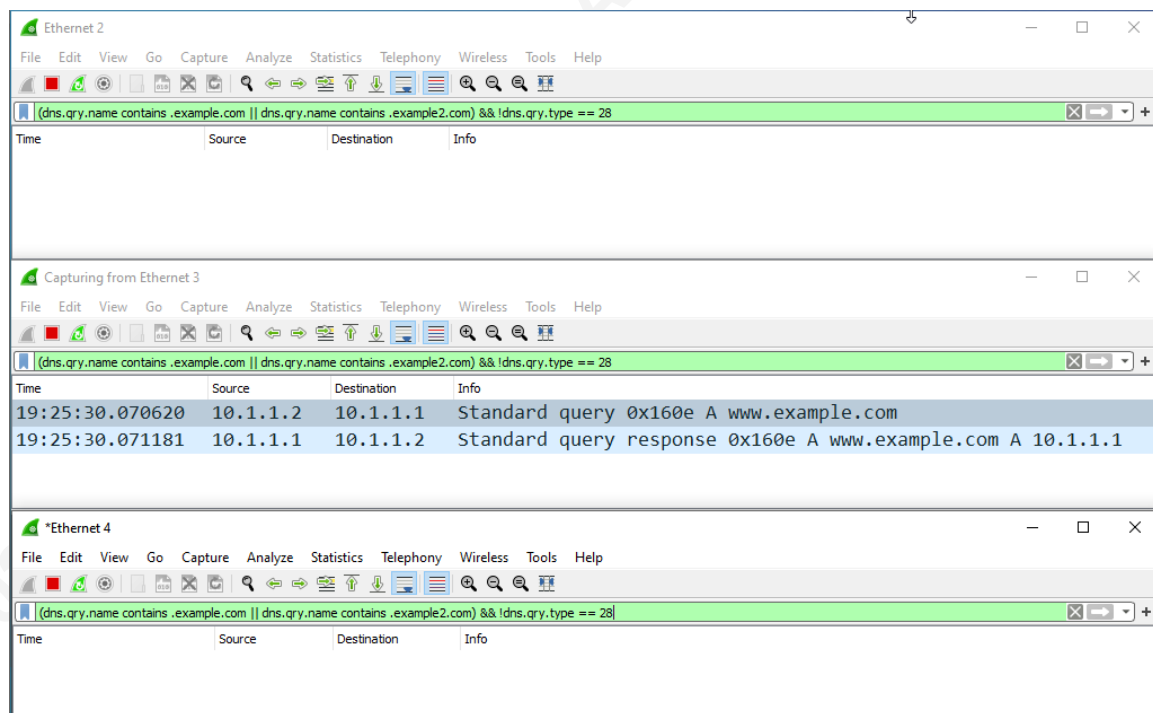 Ethernet 2
File Edit View Go Capture Analyze Statistics Telephony Wireless Tools Help
(dns.qry.name contains .example.com || dns.qry.name contains .example2.com) && !dns.qry.type == 28
Time Source Destination Info
Capturing from Ethernet 3
File Edit View Go Capture Analyze Statistics Telephony Wireless Tools Help
(dns.qry.name contains .example.com || dns.qry.name contains .example2.com) && !dns.qry.type == 28
Time Source Destination Info
19:25:30.070620 10.1.1.2 10.1.1.1 Standard query 0x160e A www.example.com
19:25:30.071181 10.1.1.1 10.1.1.2 Standard query response 0x160e A www.example.com A 10.1.1.1
*Ethernet 4
File Edit View Go Capture Analyze Statistics Telephony Wireless Tools Help
(dns.qry.name contains .example.com || dns.qry.name contains .example2.com) && !dns.qry.type == 28
Time Source Destination Info